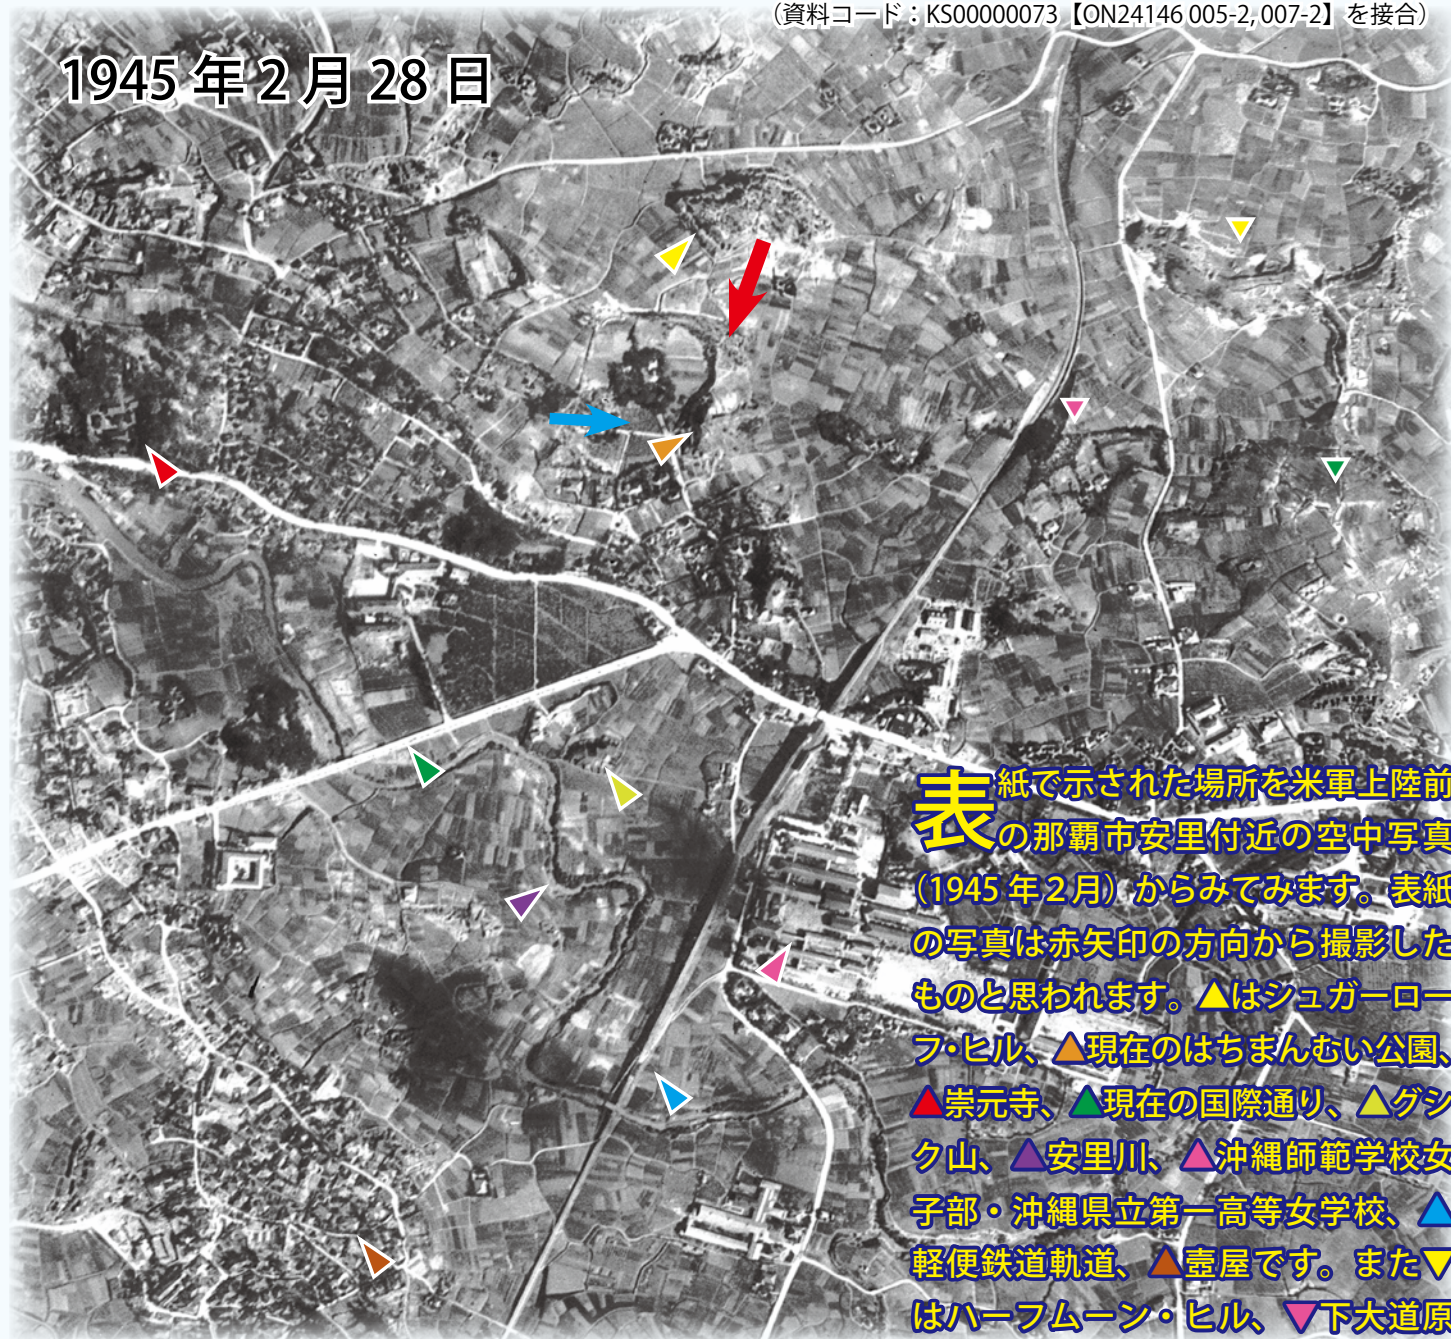 （資料コード：KS00000073【ON24146 005-2, 007-2】を接合）
1945 年 2 月 28 日
表紙で示された場所を米軍上陸前
の那覇市安里付近の空中写真
（1945 年２月）からみてみます。表紙
の写真は赤矢印の方向から撮影した
ものと思われます。▲はシュガーロー
フ･ヒル、▲現在のはちまんむい公園、
▲崇元寺、▲現在の国際通り、▲グシ
ク山、▲安里川、▲沖縄師範学校女
子部・沖縄県立第一高等女学校、▲
軽便鉄道軌道、▲壺屋です。また▼
はハーフムーン・ヒル、▼下大道原